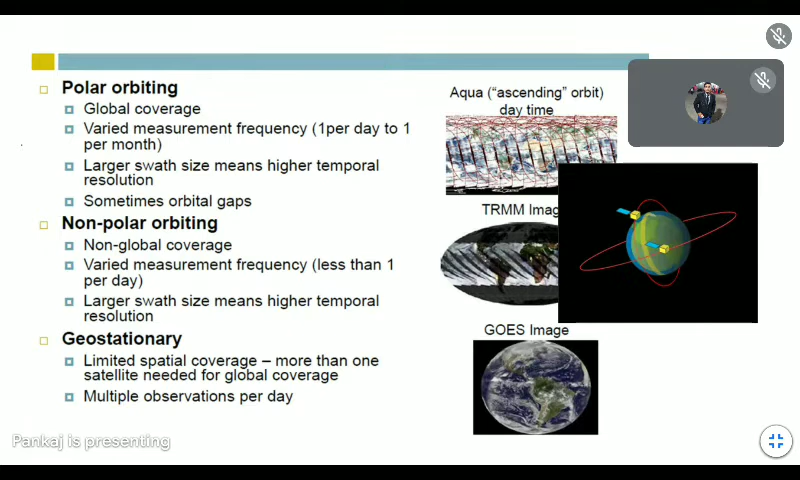 Polar orbiting
Global coverage
Varied measurement frequency (1per day to 1
per month)
Larger swath size means higher temporal
resolution
Sometimes orbital gaps
Non-polar orbiting
Non-global coverage
Varied measurement frequency (less than 1
per day)
Larger swath size means higher temporal
resolution
Geostationary
Limited spatial coverage – more than one
satellite needed for global coverage
Multiple observations per day
Aqua (“ascending” orbit)
day time
TRMM Imag
GOES Image
Pankaj is presenting